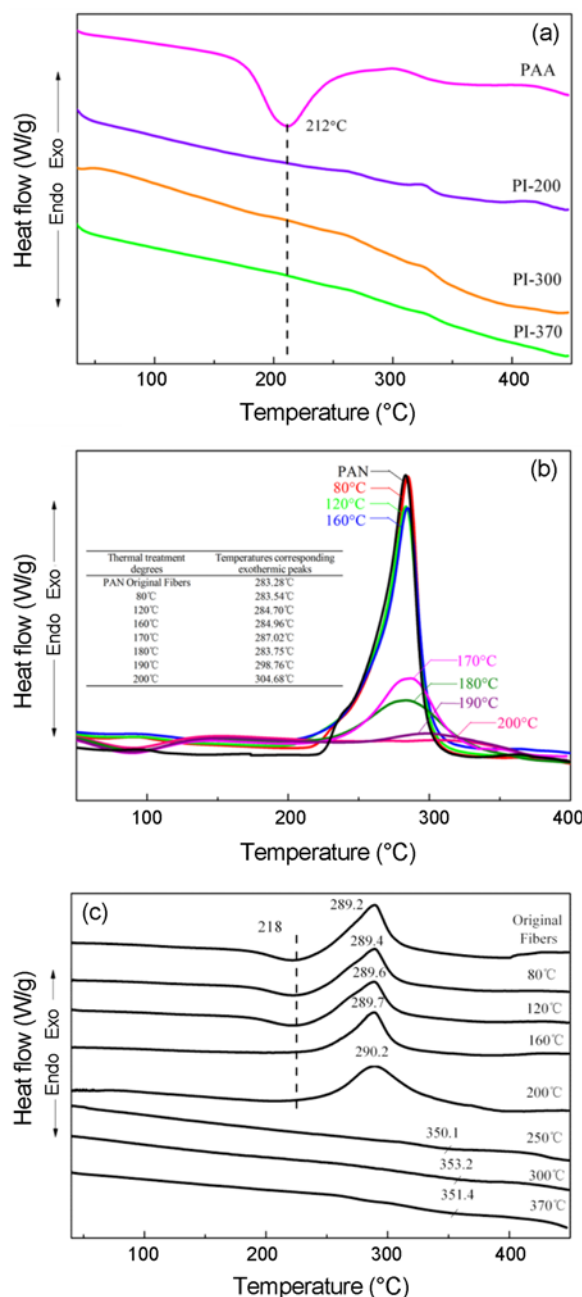 (a)
PAA
212°C
PI-200
PI-300
PI-370
Heat flow (W/g)
Endo Exo
100 200 300 400
Temperature (°C)
(b)
PAN
80°C
120°C
160°C
Thermal treatment degrees Temperatures corresponding exothermic peaks
PAN Original Fibers 283.28℃
80℃ 283.54℃
120℃ 284.70℃
160℃ 284.96℃
170℃ 287.02℃
180℃ 283.75℃
190℃ 298.76℃
200℃ 304.68℃
170°C
180°C
190°C
200°C
Heat flow (W/g)
Endo Exo
100 200 300 400
Temperature (°C)
(c)
218
289.2
Original
Fibers
289.4
80℃
289.6
120℃
289.7
160℃
290.2
200℃
350.1
250℃
353.2
300℃
351.4
370℃
Heat flow (W/g)
Endo Exo
100 200 300 400
Temperature (°C)